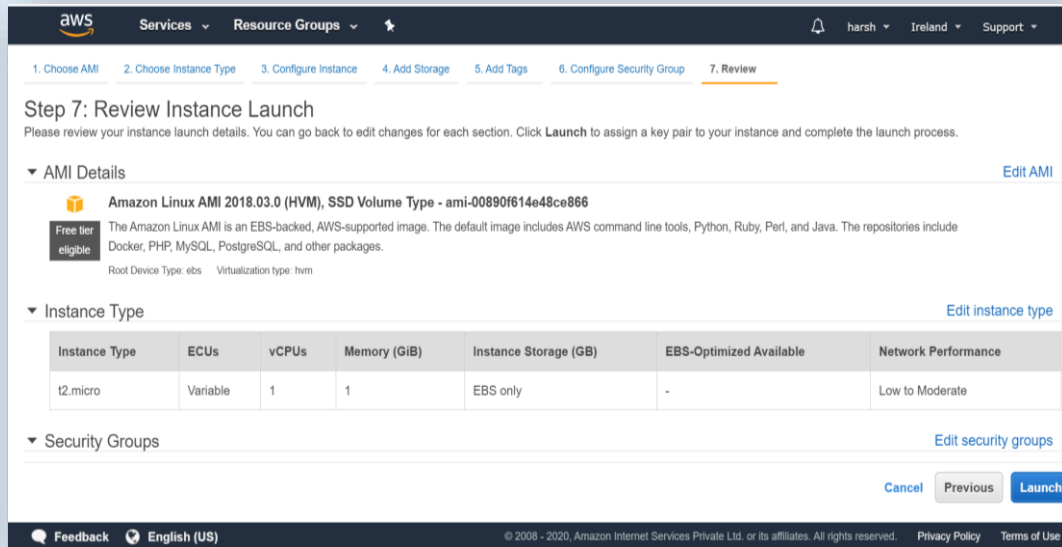 aws Services Resource Groups harsh Ireland Support
1. Choose AMI 2. Choose Instance Type 3. Configure Instance 4. Add Storage 5. Add Tags 6. Configure Security Group 7. Review
Step 7: Review Instance Launch
Please review your instance launch details. You can go back to edit changes for each section. Click Launch to assign a key pair to your instance and complete the launch process.
AMI Details Edit AMI
Amazon Linux AMI 2018.03.0 (HVM), SSD Volume Type - ami-00890f614e48ce866
Free tier eligible
The Amazon Linux AMI is an EBS-backed, AWS-supported image. The default image includes AWS command line tools, Python, Ruby, Perl, and Java. The repositories include
Docker, PHP, MySQL, PostgreSQL, and other packages.
Root Device Type: ebs Virtualization type: hvm
Instance Type Edit instance type
Instance Type ECUs vCPUs Memory (GiB) Instance Storage (GB) EBS-Optimized Available Network Performance
t2.micro Variable 1 1 EBS only - Low to Moderate
Security Groups Edit security groups
Cancel Previous Launch
Feedback English (US) © 2008 - 2020, Amazon Internet Services Private Ltd. or its affiliates. All rights reserved. Privacy Policy Terms of Use